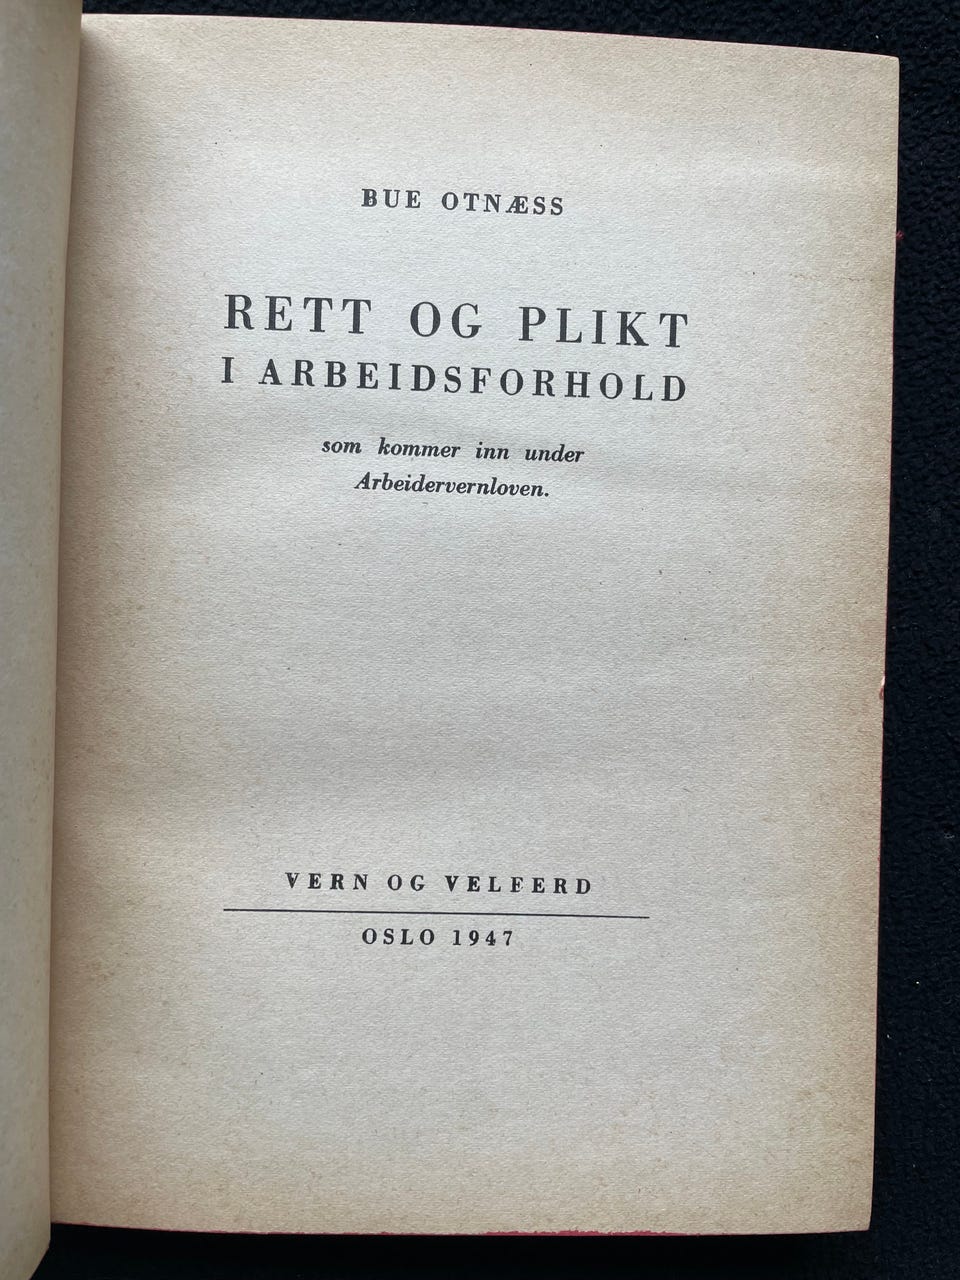 BUE OTNÆSS
RETT OG PLIKT
I ARBEIDSFORHOLD
som kommer inn under
Arbeidervernloven.
VERN OG VELFERD
OSLO 1947